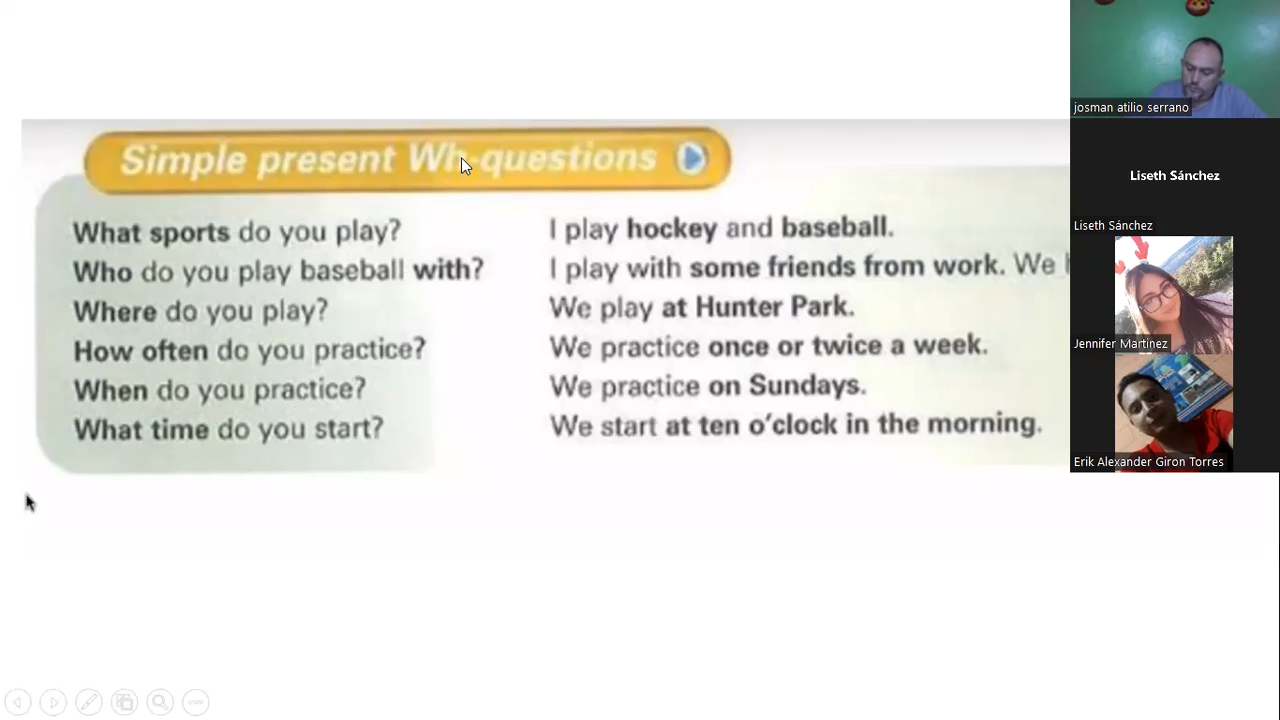 Simple present Wh-questions
What sports do you play? I play hockey and baseball.
Who do you play baseball with? I play with some friends from work. We
Where do you play? We play at Hunter Park.
How often do you practice? We practice once or twice a week.
When do you practice? We practice on Sundays.
What time do you start? We start at ten o'clock in the morning.
josman atilio serrano
Liseth Sánchez
Liseth Sánchez
Jennifer Martinez
Erik Alexander Giron Torres